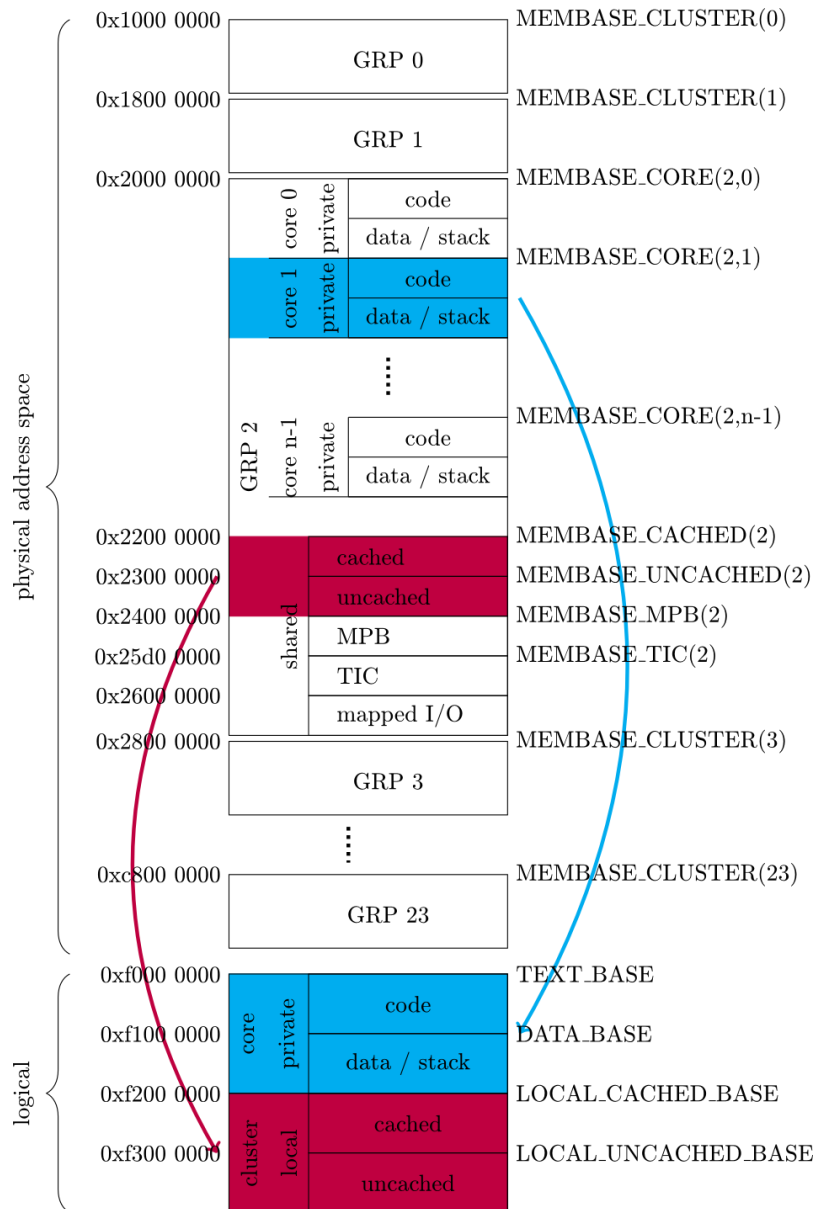 0x1000 0000 MEMBASE_CLUSTER(0)
GRP 0
0x1800 0000 MEMBASE_CLUSTER(1)
GRP 1
0x2000 0000 MEMBASE_CORE(2,0)
core 0
private
code
data / stack
MEMBASE_CORE(2,1)
core 1
private
code
data / stack
MEMBASE_CORE(2,n-1)
GRP 2
core n-1
private
code
data / stack
physical address space
0x2200 0000 MEMBASE_CACHED(2)
cached
0x2300 0000 MEMBASE_UNCACHED(2)
uncached
0x2400 0000 MEMBASE_MPB(2)
shared
MPB
0x25d0 0000 MEMBASE_TIC(2)
TIC
0x2600 0000
mapped I/O
0x2800 0000 MEMBASE_CLUSTER(3)
GRP 3
0xc800 0000 MEMBASE_CLUSTER(23)
GRP 23
0xf000 0000 TEXT_BASE
core
private
code
0xf100 0000 DATA_BASE
data / stack
logical
0xf200 0000 LOCAL_CACHED_BASE
cluster
local
cached
0xf300 0000 LOCAL_UNCACHED_BASE
uncached